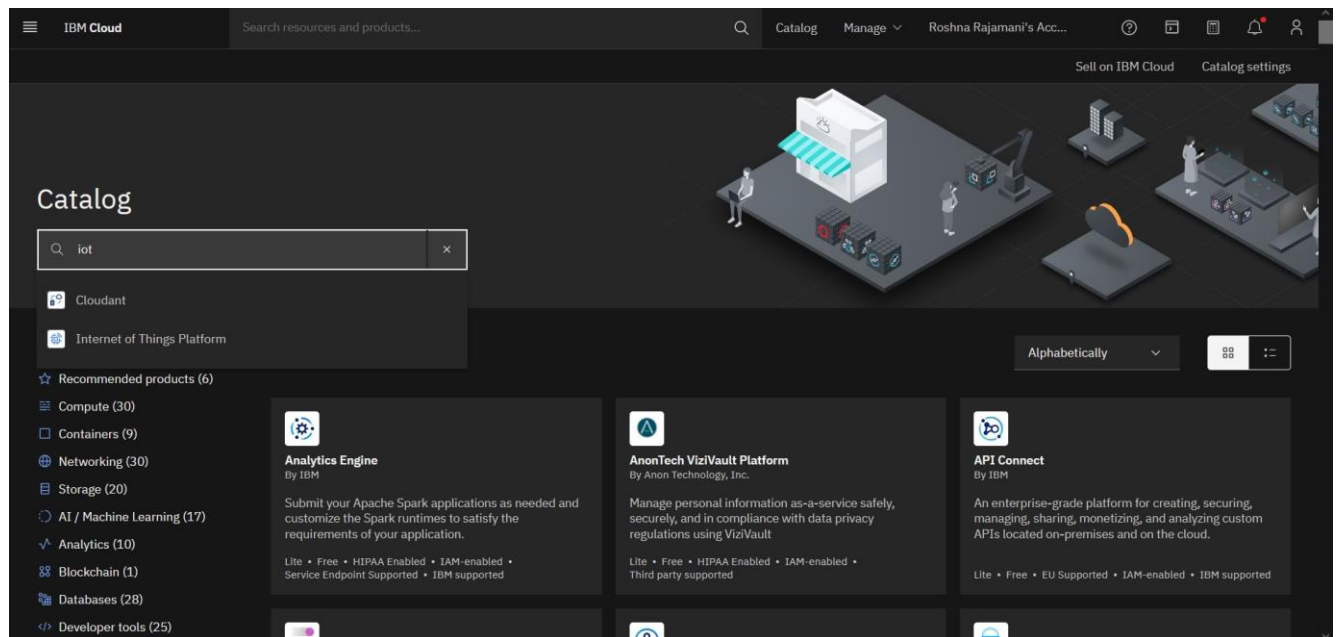 IBM Cloud
Search resources and products...
Catalog
Manage
Roshna Rajamani's Acc...
Sell on IBM Cloud
Catalog settings
Catalog
iot
Cloudant
Internet of Things Platform
Alphabetically
Recommended products (6)
Compute (30)
Containers (9)
Networking (30)
Storage (20)
AI / Machine Learning (17)
Analytics (10)
Blockchain (1)
Databases (28)
Developer tools (25)
Analytics Engine
By IBM
Submit your Apache Spark applications as needed and
customize the Spark runtimes to satisfy the
requirements of your application.
Lite • Free • HIPAA Enabled • IAM-enabled •
Service Endpoint Supported • IBM supported
AnonTech ViziVault Platform
By Anon Technology, Inc.
Manage personal information as-a-service safely,
securely, and in compliance with data privacy
regulations using ViziVault
Lite • Free • HIPAA Enabled • IAM-enabled •
Third party supported
API Connect
By IBM
An enterprise-grade platform for creating, securing,
managing, sharing, monetizing, and analyzing custom
APIs located on-premises and on the cloud.
Lite • Free • EU Supported • IAM-enabled • IBM supported